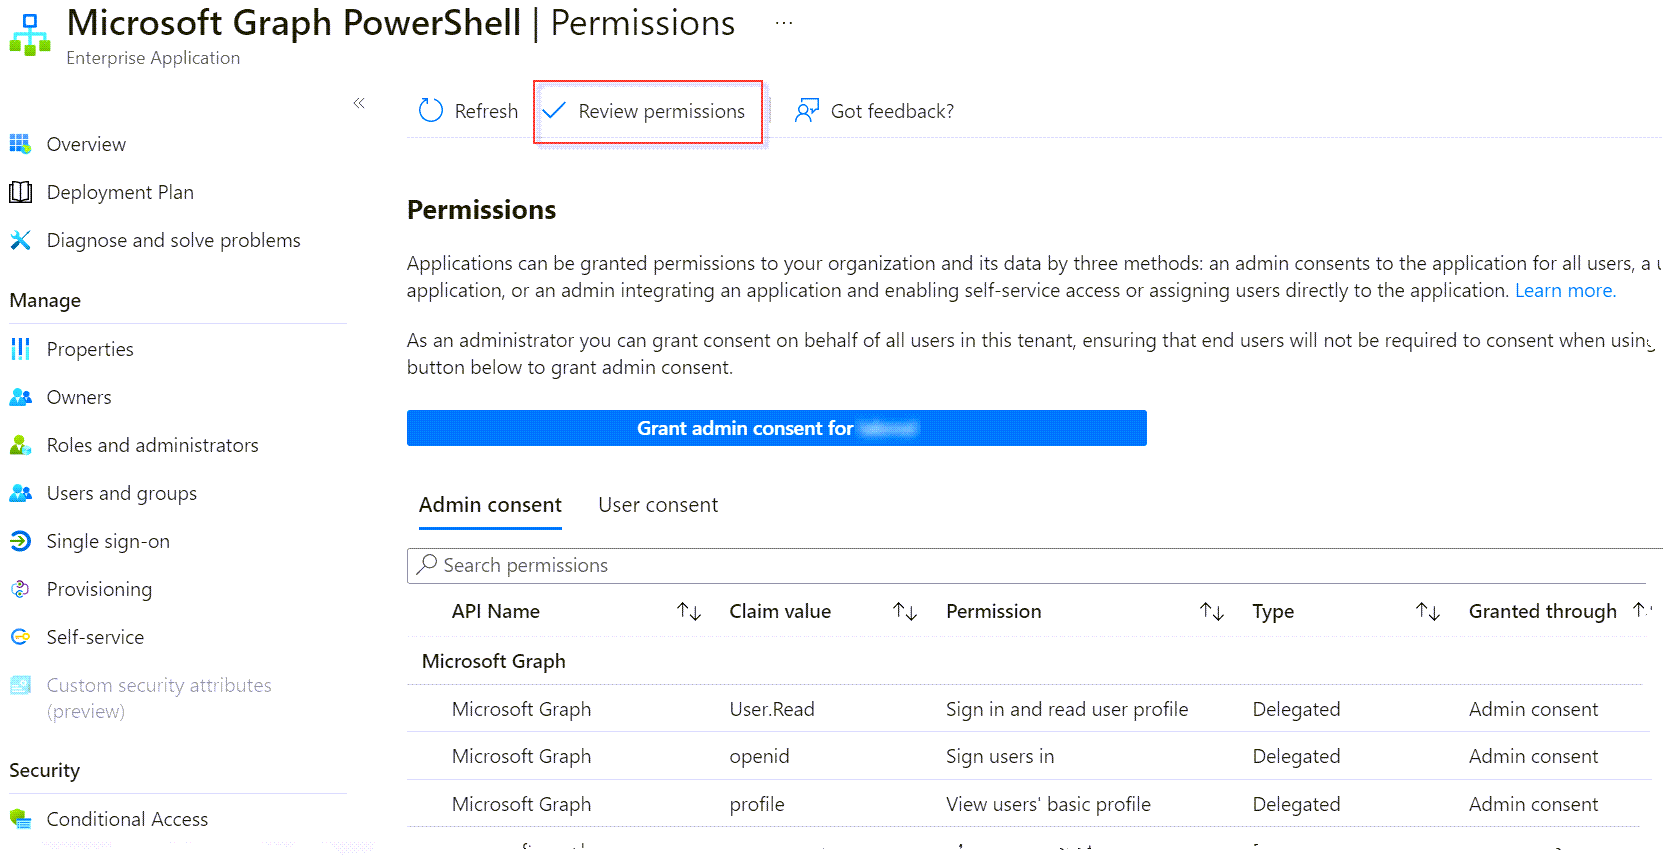 Microsoft Graph PowerShell | Permissions ...
Enterprise Application
«
Overview
Deployment Plan
Diagnose and solve problems
Manage
Properties
Owners
Roles and administrators
Users and groups
Single sign-on
Provisioning
Self-service
Custom security attributes
(preview)
Security
Conditional Access
Refresh Review permissions Got feedback?
Permissions
Applications can be granted permissions to your organization and its data by three methods: an admin consents to the application for all users, a
application, or an admin integrating an application and enabling self-service access or assigning users directly to the application. Learn more.
As an administrator you can grant consent on behalf of all users in this tenant, ensuring that end users will not be required to consent when using
button below to grant admin consent.
Grant admin consent for
Admin consent User consent
Search permissions
API Name Claim value Permission Type Granted through
Microsoft Graph
Microsoft Graph User.Read Sign in and read user profile Delegated Admin consent
Microsoft Graph openid Sign users in Delegated Admin consent
Microsoft Graph profile View users' basic profile Delegated Admin consent